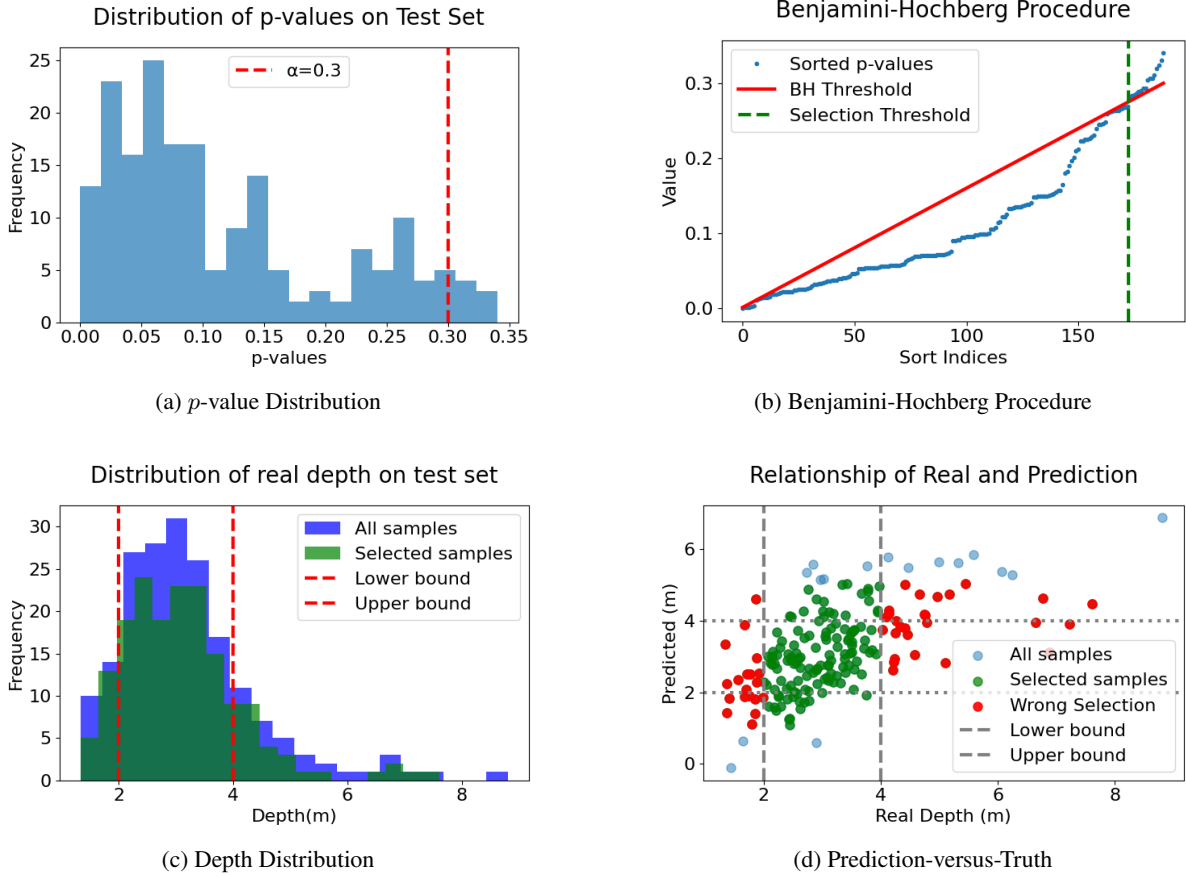 Distribution of p-values on Test Set
α=0.3
Frequency
0
5
10
15
20
25
0.00 0.05 0.10 0.15 0.20 0.25 0.30 0.35
p-values
(a) p-value Distribution
Benjamini-Hochberg Procedure
Sorted p-values
BH Threshold
Selection Threshold
Value
0.0
0.1
0.2
0.3
0 50 100 150
Sort Indices
(b) Benjamini-Hochberg Procedure
Distribution of real depth on test set
All samples
Selected samples
Lower bound
Upper bound
Frequency
0
5
10
15
20
25
30
2 4 6 8
Depth(m)
(c) Depth Distribution
Relationship of Real and Prediction
All samples
Selected samples
Wrong Selection
Lower bound
Upper bound
Predicted (m)
0
2
4
6
2 4 6 8
Real Depth (m)
(d) Prediction-versus-Truth